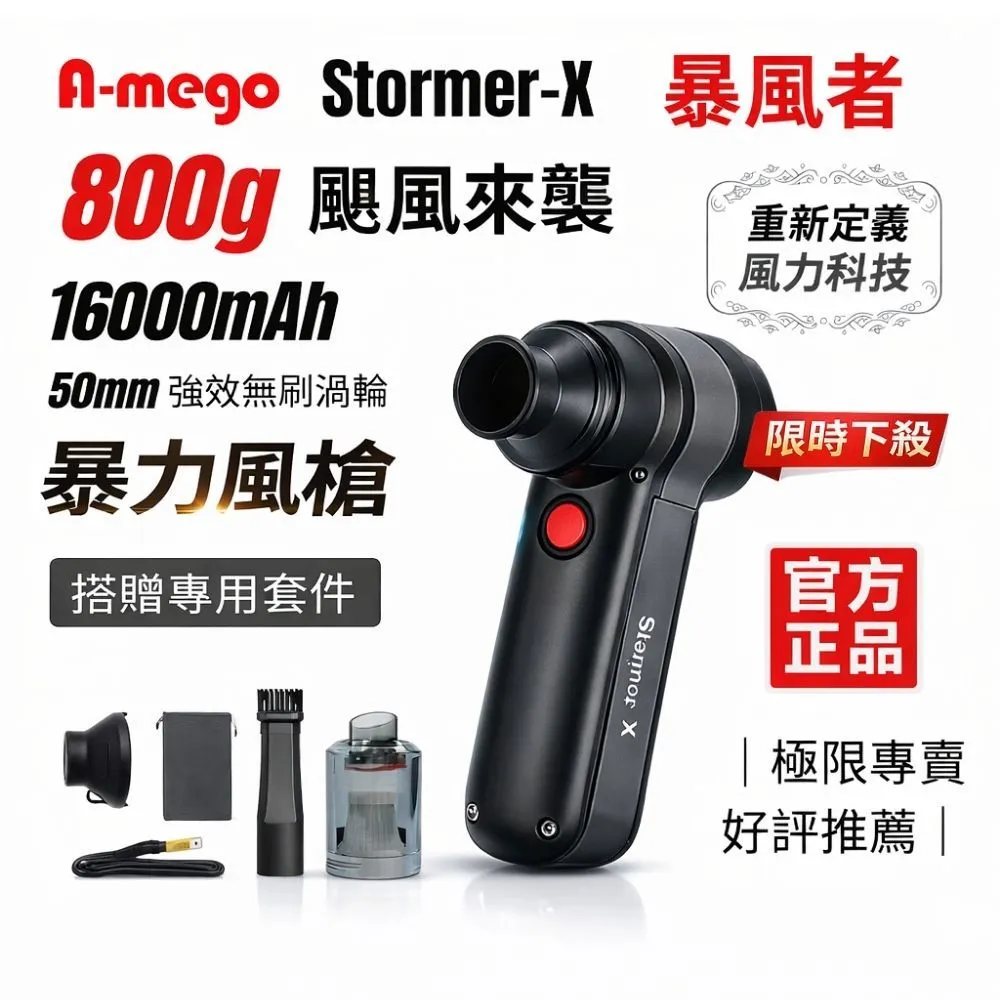 A-mego Stormer-X 暴風者
800g 颶風來襲
重新定義
風力科技
16000mAh
50mm 強效無刷渦輪
暴力風槍
限時下殺
搭贈專用套件
官方
正品
Stormor X
｜極限專賣
好評推薦｜